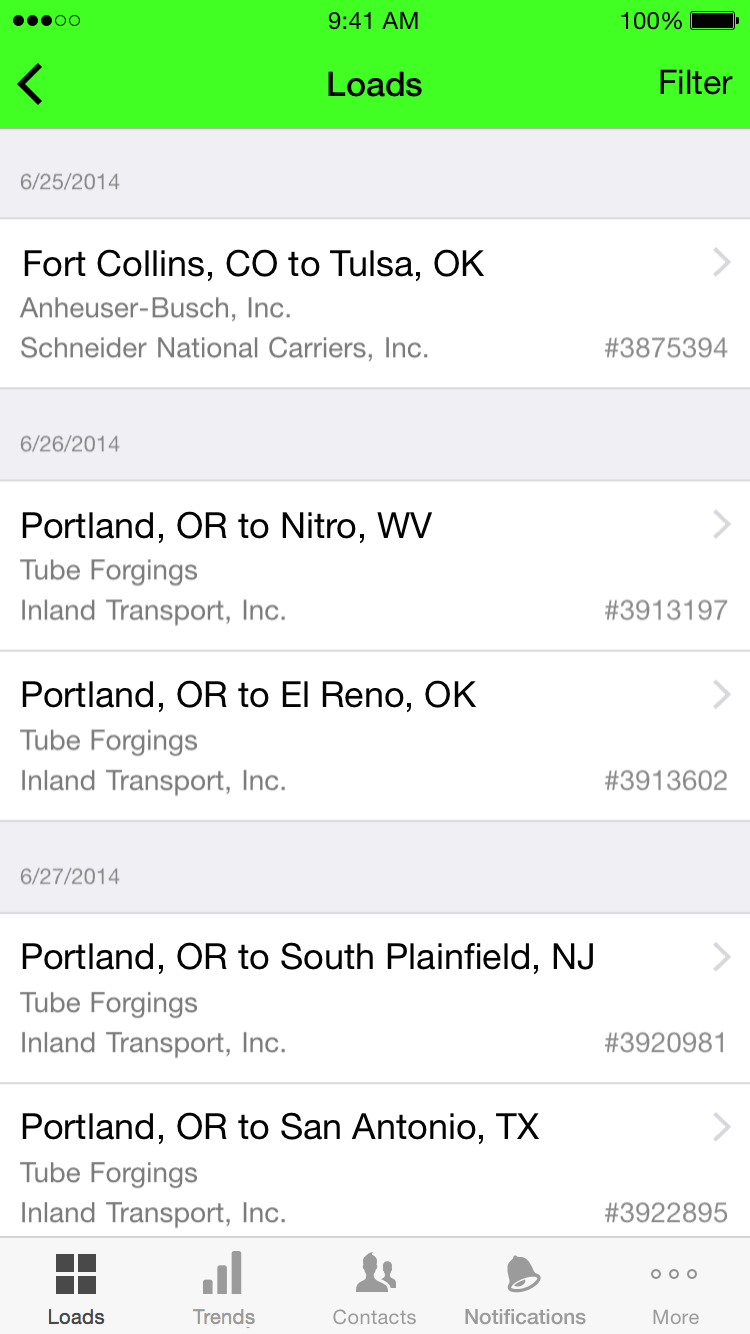 9:41 AM 100%
Loads Filter
6/25/2014
Fort Collins, CO to Tulsa, OK
Anheuser-Busch, Inc.
Schneider National Carriers, Inc. #3875394
6/26/2014
Portland, OR to Nitro, WV
Tube Forgings
Inland Transport, Inc. #3913197
Portland, OR to El Reno, OK
Tube Forgings
Inland Transport, Inc. #3913602
6/27/2014
Portland, OR to South Plainfield, NJ
Tube Forgings
Inland Transport, Inc. #3920981
Portland, OR to San Antonio, TX
Tube Forgings
Inland Transport, Inc. #3922895
Loads Trends Contacts Notifications More